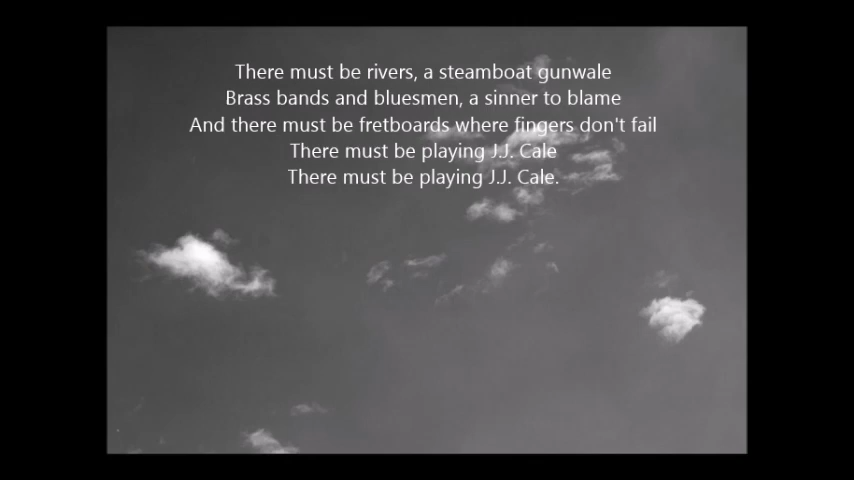 There must be rivers, a steamboat gunwale
Brass bands and bluesmen, a sinner to blame
And there must be fretboards where fingers don't fail
There must be playing J.J. Cale
There must be playing J.J. Cale.